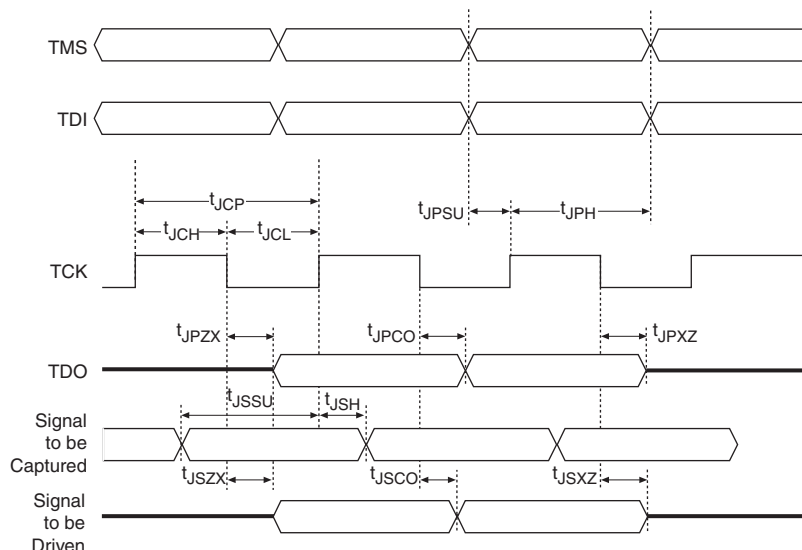 TMS
TDI
tJCP
tJPSU tJPH
tJCH tJCL
TCK
tJPZX tJPCO tJPXZ
TDO
tJSSU tJSH
Signal
to be
Captured
tJSZX tJSCO tJSXZ
Signal
to be
Driven